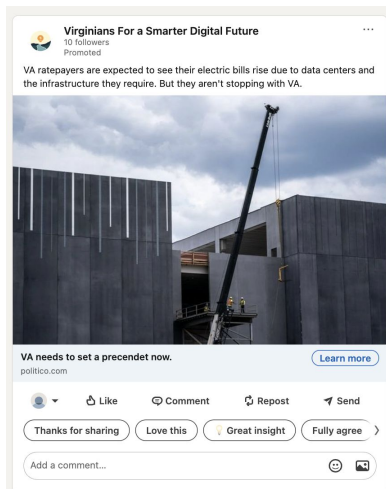 Virginians For a Smarter Digital Future
10 followers
Promoted
VA ratepayers are expected to see their electric bills rise due to data centers and
the infrastructure they require. But they aren't stopping with VA.
VA needs to set a precendet now.
Learn more
politico.com
Like
Comment
Repost
Send
Thanks for sharing
Love this
Great insight
Fully agree
Add a comment...